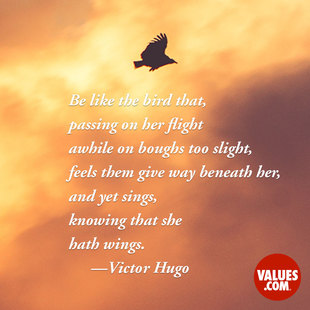 Be like the bird that,
passing on her flight
awhile on boughs too slight,
feels them give way beneath her,
and yet sings,
knowing that she
hath wings.
—Victor Hugo
VALUES
.COM